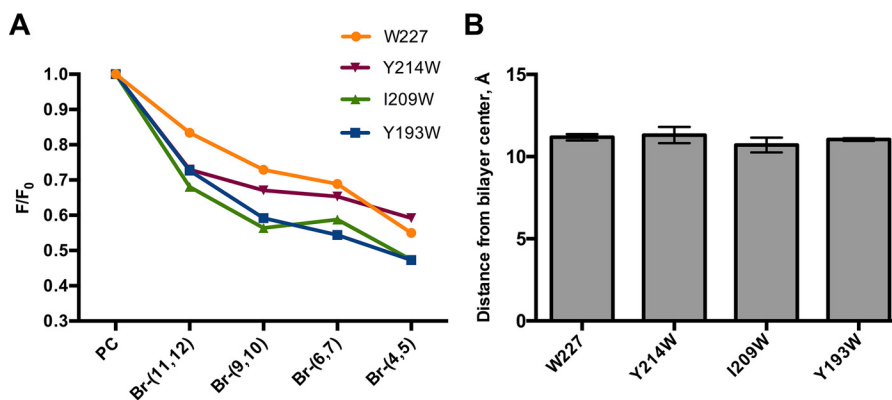 A
W227
Y214W
I209W
Y193W
1.0
0.9
0.8
0.7
0.6
0.5
0.4
0.3
F/F₀
PC
Br-(11,12)
Br-(9,10)
Br-(6,7)
Br-(4,5)
B
15
10
5
0
Distance from bilayer center, Å
W227
Y214W
I209W
Y193W